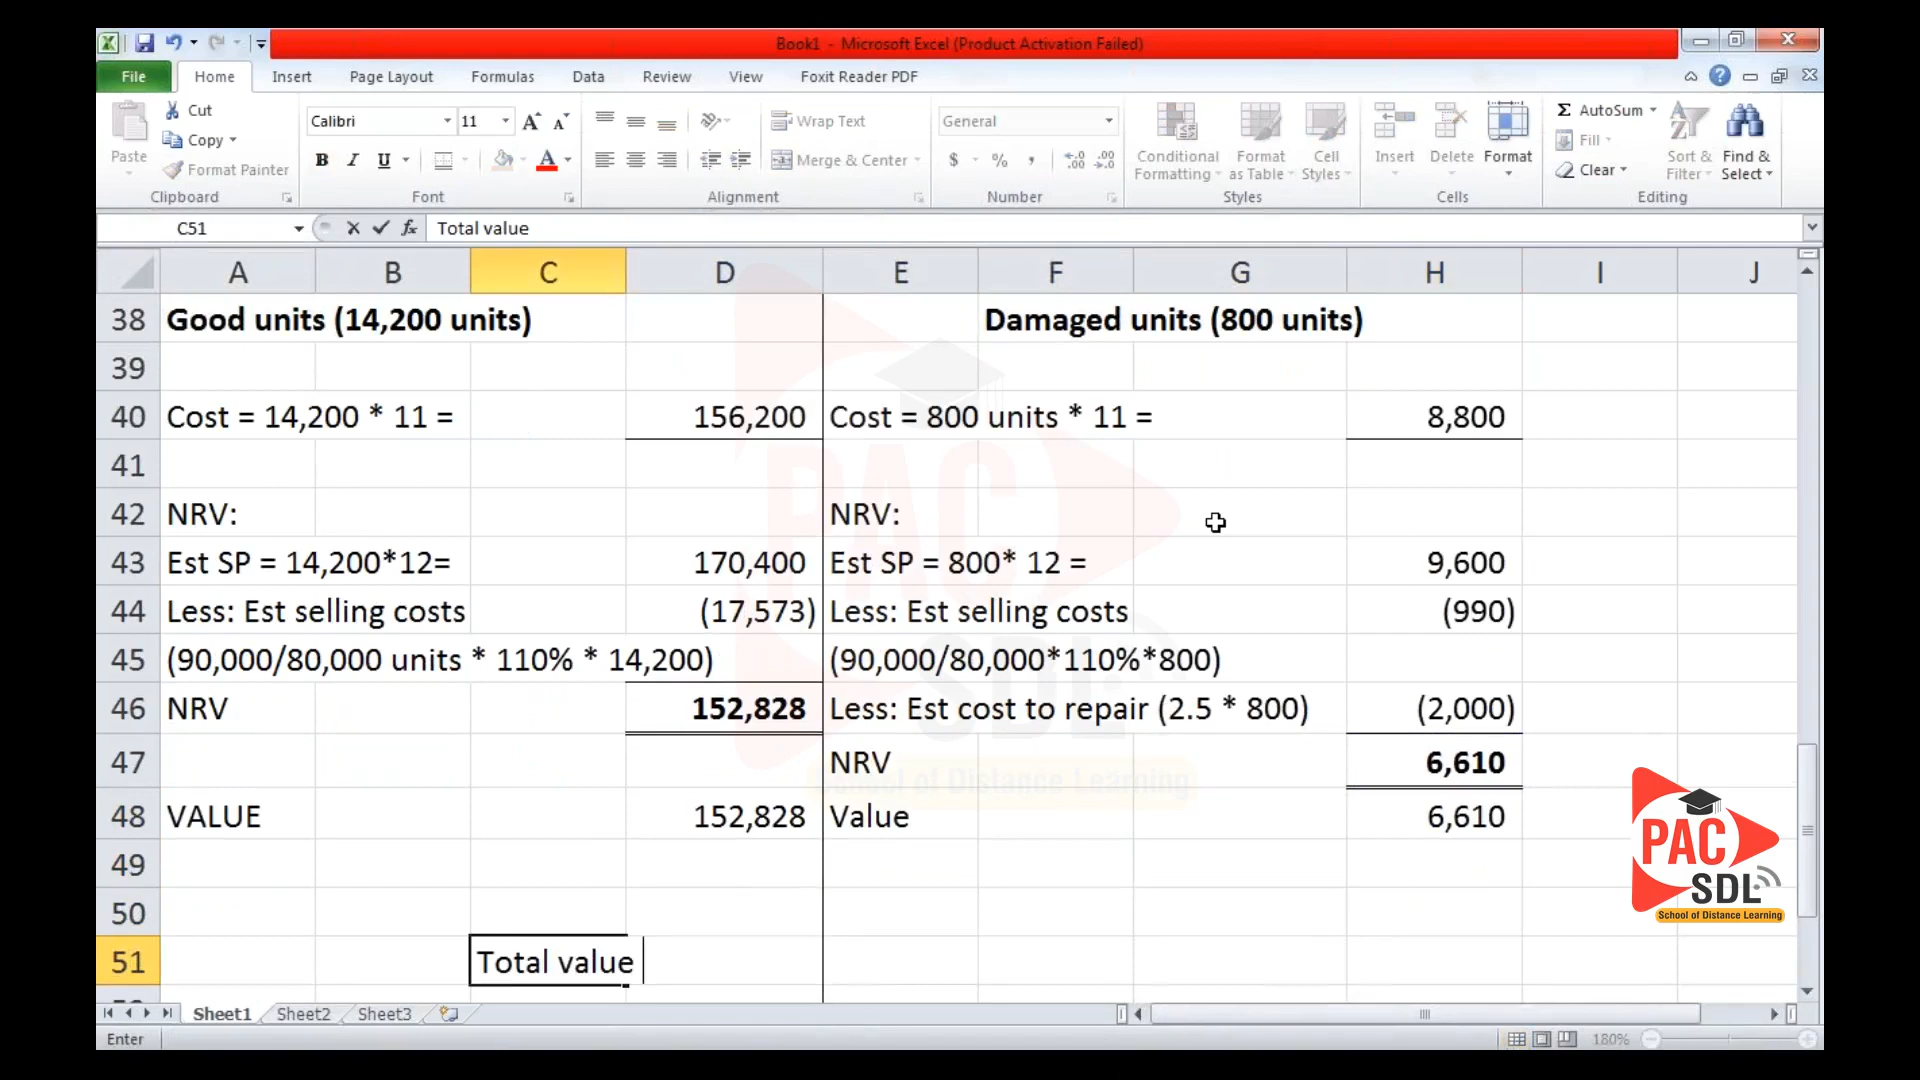 Book1 - Microsoft Excel (Product Activation Failed)
File Home Insert Page Layout Formulas Data Review View Foxit Reader PDF
Paste Cut Copy Format Painter Clipboard
Calibri 11 B I U A Font
Wrap Text Merge & Center Alignment
General $ % , Number
Conditional Formatting Format as Table Cell Styles Styles
Insert Delete Format Cells
Σ AutoSum Fill Clear Sort & Filter Find & Select Editing
C51 fx Total value
A B C D E F G H I J
38 Good units (14,200 units) Damaged units (800 units)
39
40 Cost = 14,200 * 11 = 156,200 Cost = 800 units * 11 = 8,800
41
42 NRV: NRV:
43 Est SP = 14,200*12= 170,400 Est SP = 800* 12 = 9,600
44 Less: Est selling costs (17,573) Less: Est selling costs (990)
45 (90,000/80,000 units * 110% * 14,200) (90,000/80,000*110%*800)
46 NRV 152,828 Less: Est cost to repair (2.5 * 800) (2,000)
47 NRV 6,610
48 VALUE 152,828 Value 6,610
49
50
51 Total value
PAC
SDL
School of Distance Learning
PAC
SDL
School of Distance Learning
Sheet1 Sheet2 Sheet3
Enter 180%